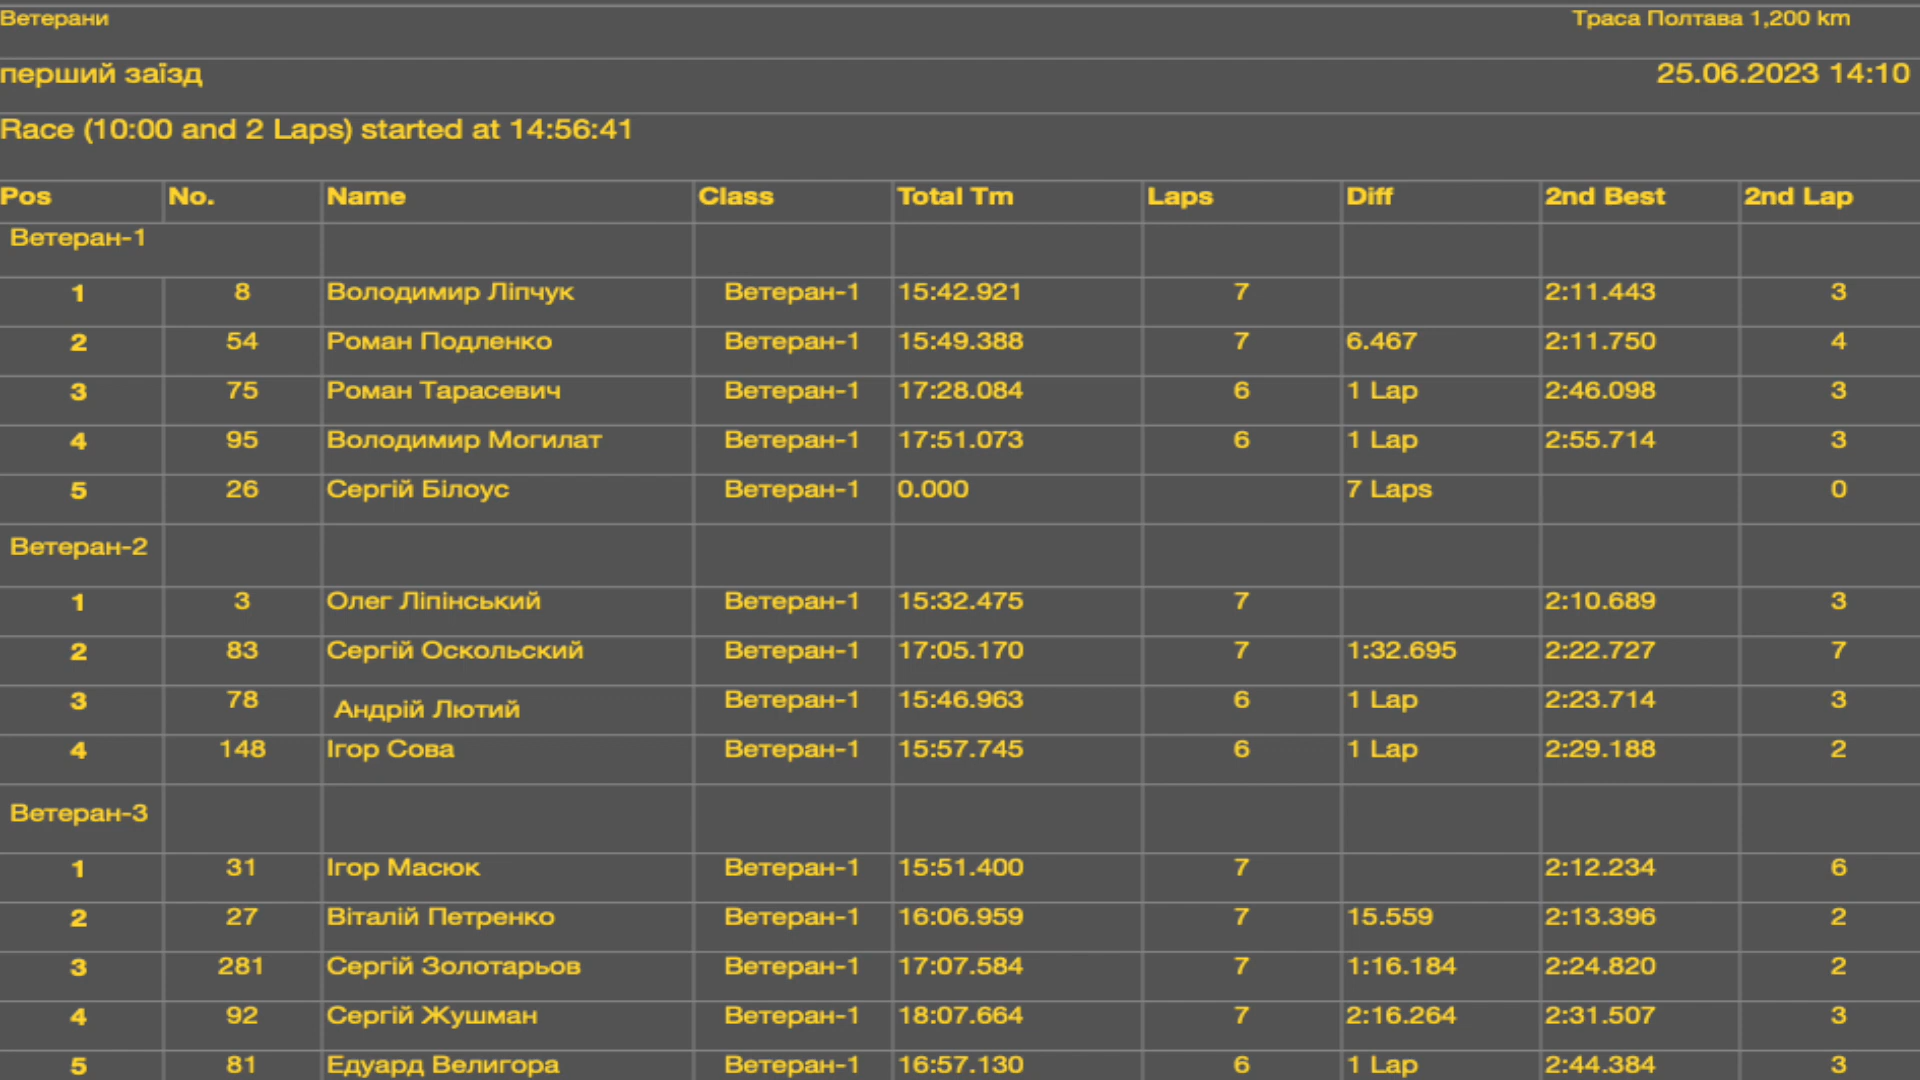 Ветерани Траса Полтава 1,200 km
перший заїзд 25.06.2023 14:10
Race (10:00 and 2 Laps) started at 14:56:41
Pos No. Name Class Total Tm Laps Diff 2nd Best 2nd Lap
Ветеран-1
1 8 Володимир Ліпчук Ветеран-1 15:42.921 7 2:11.443 3
2 54 Роман Подленко Ветеран-1 15:49.388 7 6.467 2:11.750 4
3 75 Роман Тарасевич Ветеран-1 17:28.084 6 1 Lap 2:46.098 3
4 95 Володимир Могилат Ветеран-1 17:51.073 6 1 Lap 2:55.714 3
5 26 Сергій Білоус Ветеран-1 0.000 7 Laps 0
Ветеран-2
1 3 Олег Ліпінський Ветеран-1 15:32.475 7 2:10.689 3
2 83 Сергій Оскольский Ветеран-1 17:05.170 7 1:32.695 2:22.727 7
3 78 Андрій Лютий Ветеран-1 15:46.963 6 1 Lap 2:23.714 3
4 148 Ігор Сова Ветеран-1 15:57.745 6 1 Lap 2:29.188 2
Ветеран-3
1 31 Ігор Масюк Ветеран-1 15:51.400 7 2:12.234 6
2 27 Віталій Петренко Ветеран-1 16:06.959 7 15.559 2:13.396 2
3 281 Сергій Золотарьов Ветеран-1 17:07.584 7 1:16.184 2:24.820 2
4 92 Сергій Жушман Ветеран-1 18:07.664 7 2:16.264 2:31.507 3
5 81 Едуард Велигора Ветеран-1 16:57.130 6 1 Lap 2:44.384 3